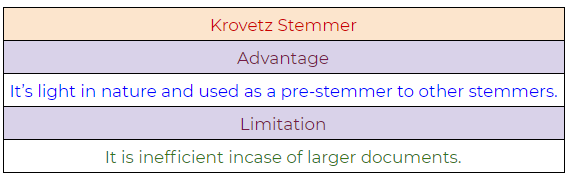 Krovetz Stemmer
Advantage
It's light in nature and used as a pre-stemmer to other stemmers.
Limitation
It is inefficient incase of larger documents.